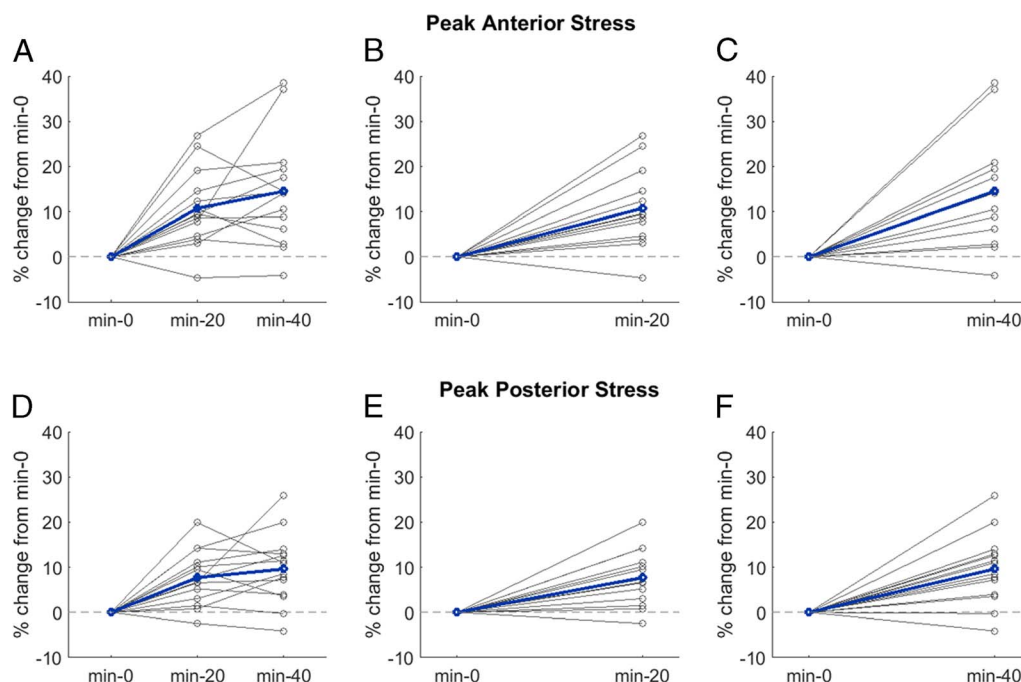 Peak Anterior Stress
A
B
C
% change from min-0
40
30
20
10
0
-10
min-0 min-20 min-40
% change from min-0
40
30
20
10
0
-10
min-0 min-20
% change from min-0
40
30
20
10
0
-10
min-0 min-40
Peak Posterior Stress
D
E
F
% change from min-0
40
30
20
10
0
-10
min-0 min-20 min-40
% change from min-0
40
30
20
10
0
-10
min-0 min-20
% change from min-0
40
30
20
10
0
-10
min-0 min-40